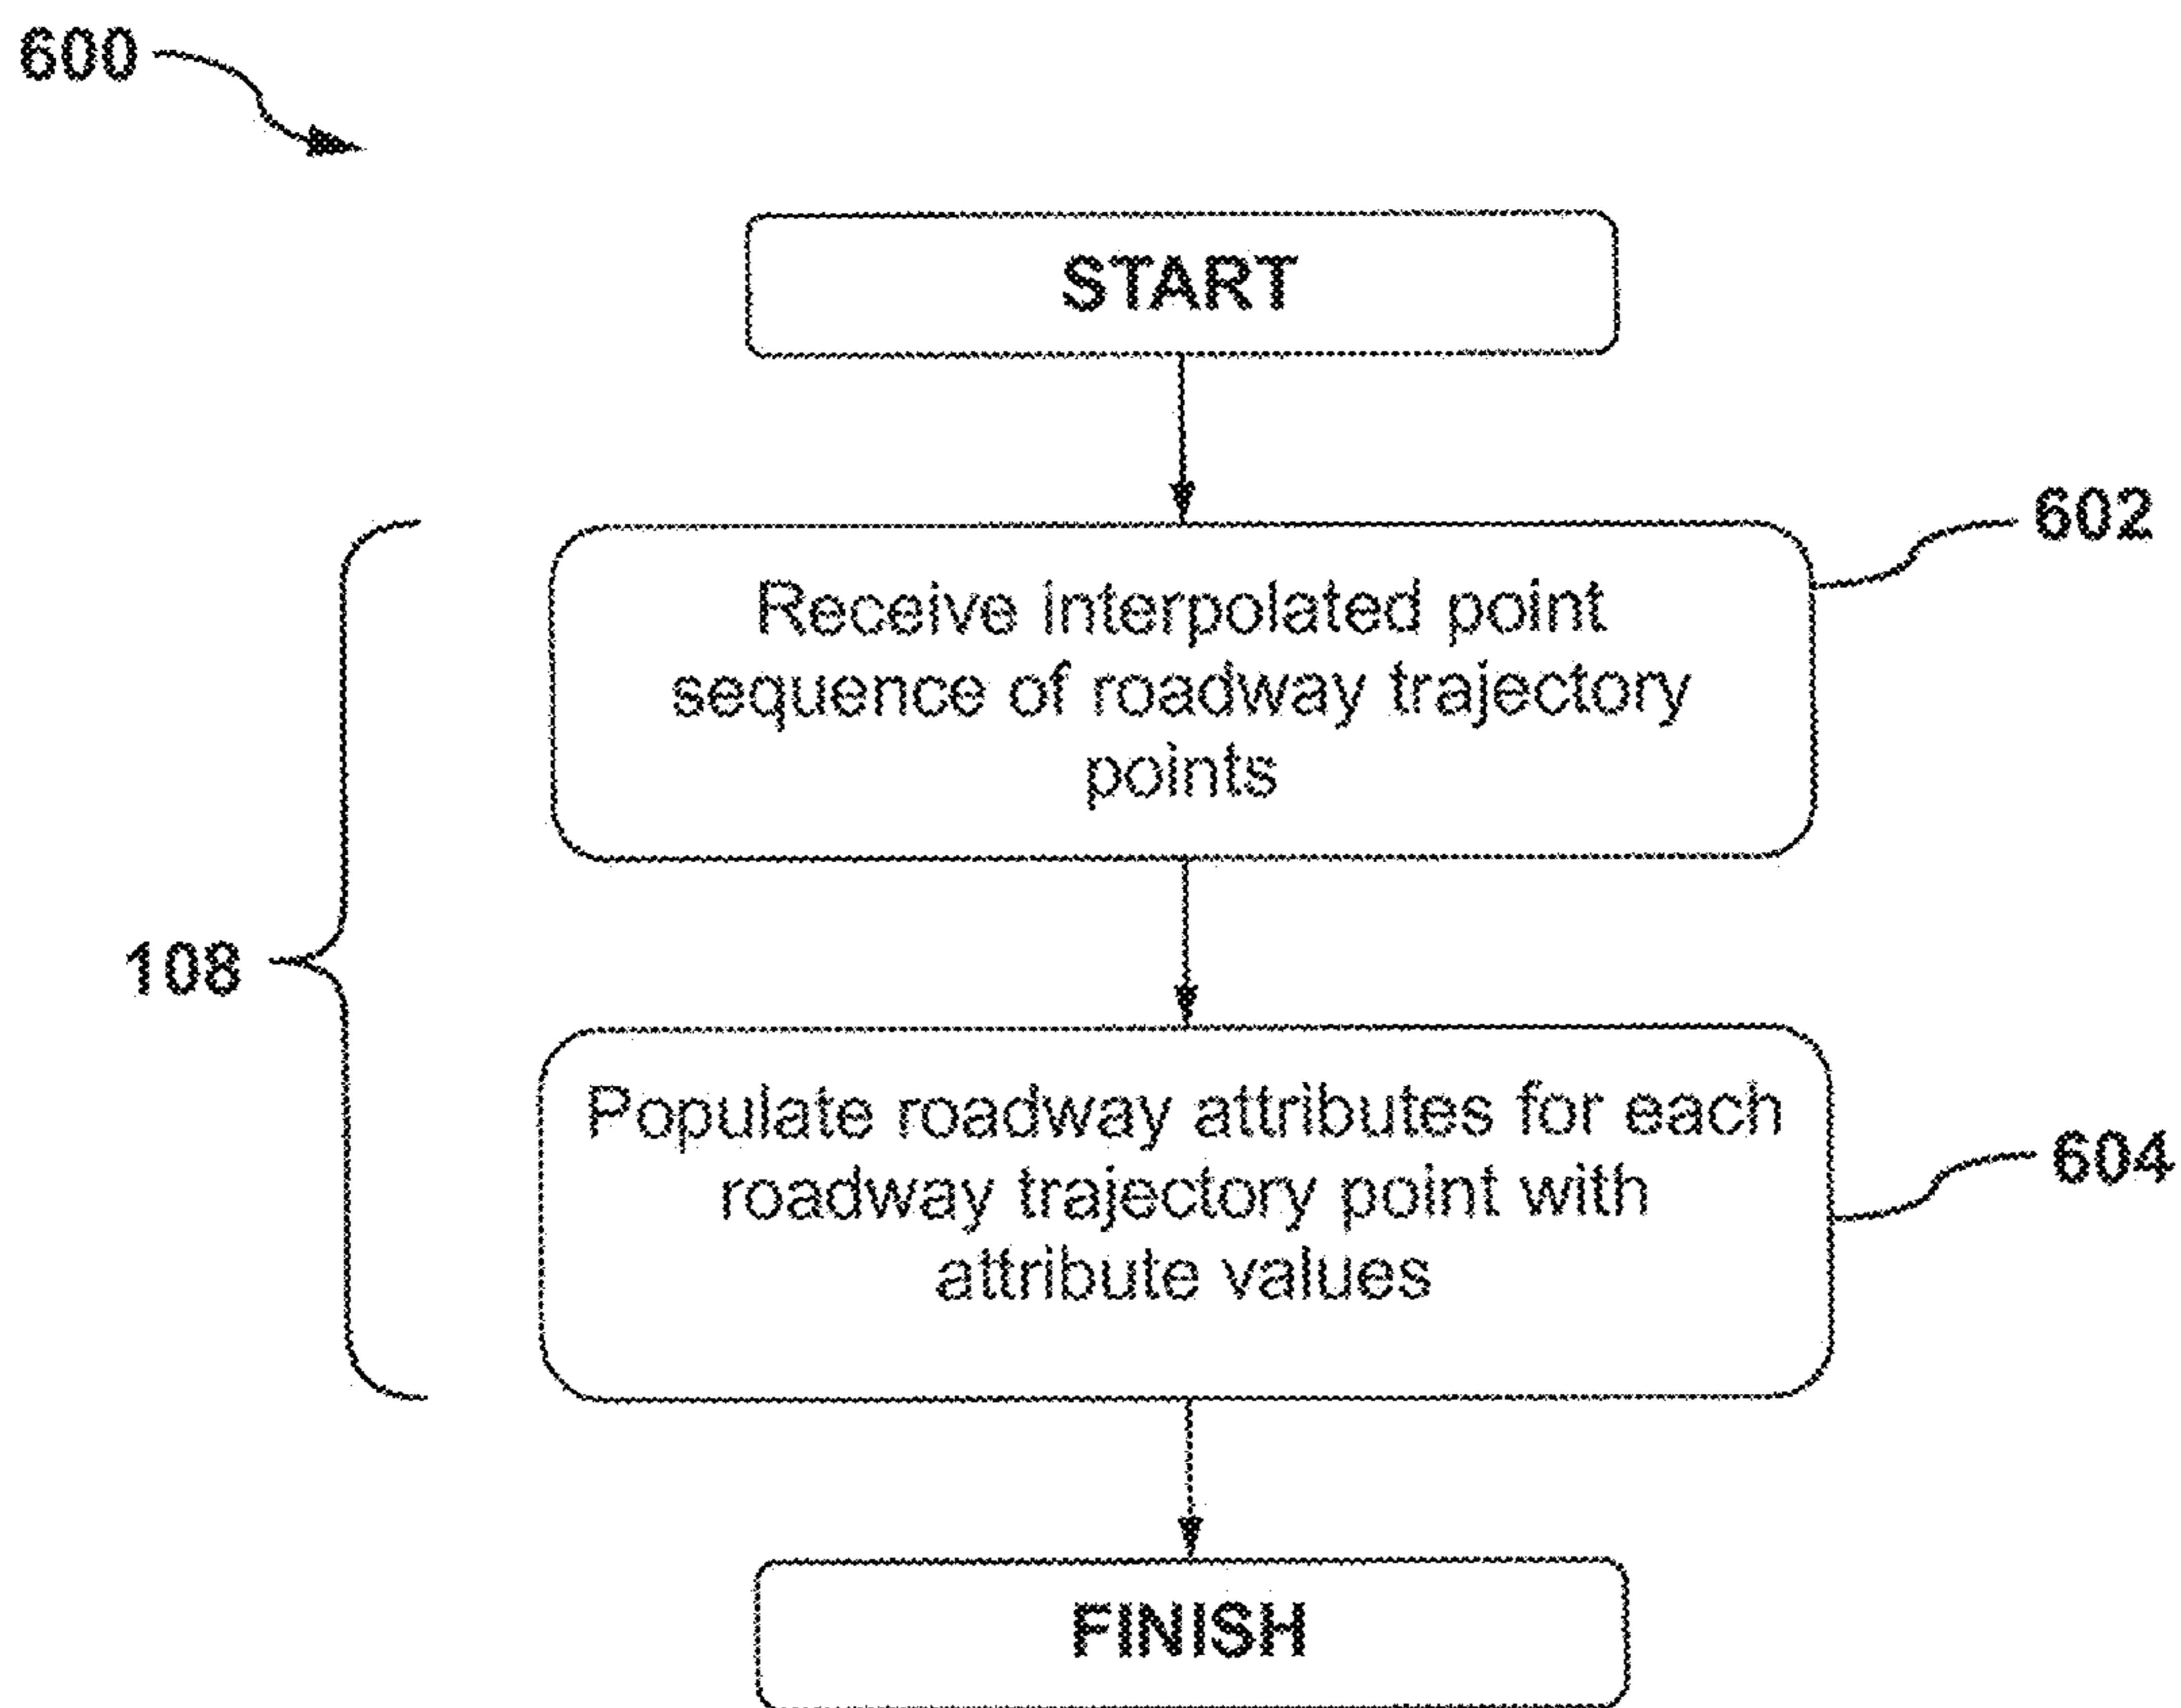 600
START
602
Receive interpolated point
sequence of roadway trajectory
points
108
Populate roadway attributes for each
roadway trajectory point with
attribute values
604
FINISH